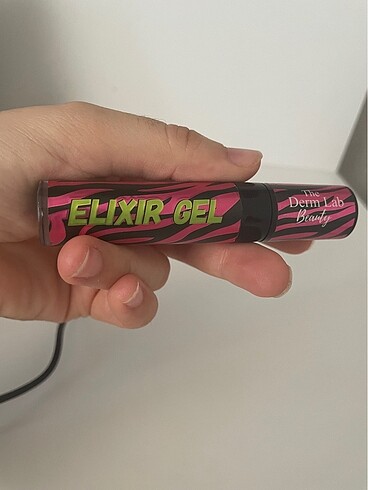 ELIXIR GEL
The
Derm Lab
Beauty